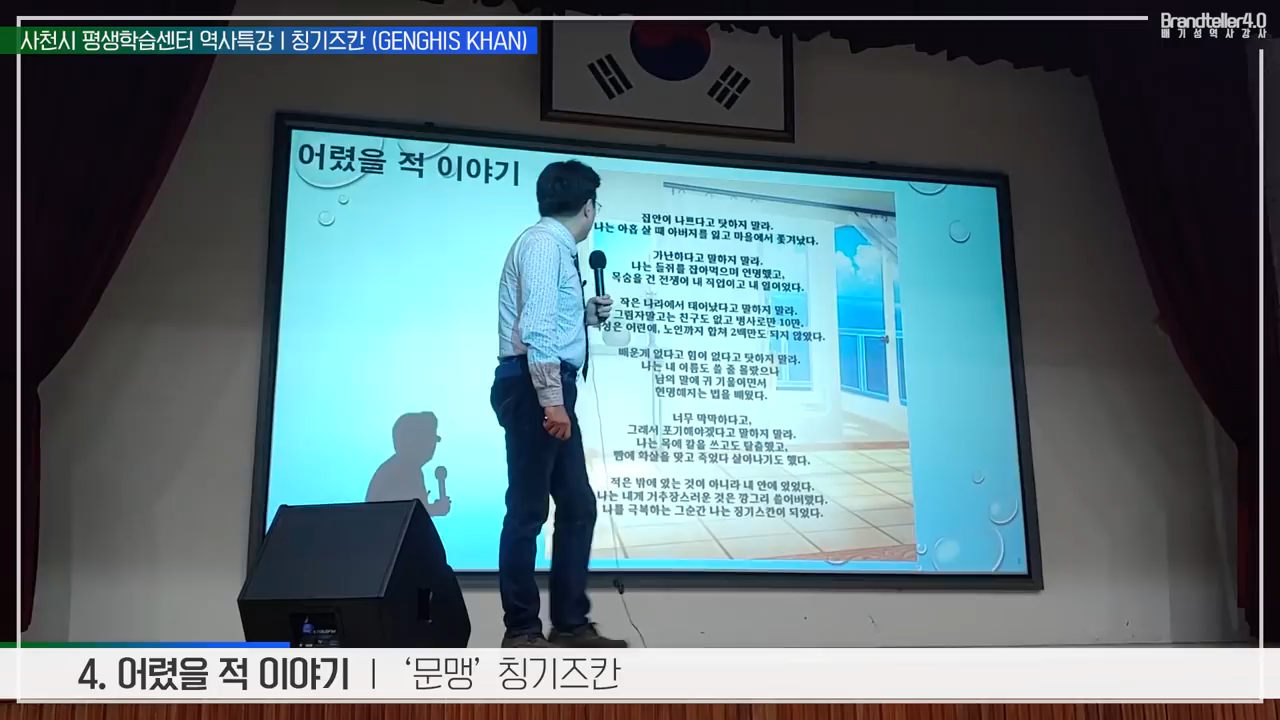 Brandteller4.0
배기성역사강사
사천시 평생학습센터 역사특강 | 칭기즈칸 (GENGHIS KHAN)
어렸을 적 이야기
집안이 나쁘다고 탓하지 말라.
나는 아홉 살 때 아버지를 잃고 마을에서 쫓겨났다.
가난하다고 말하지 말라.
나는 들쥐를 잡아먹으며 연명했고,
목숨을 건 전쟁이 내 직업이고 내 일이었다.
작은 나라에서 태어났다고 말하지 말라.
그림자말고는 친구도 없고 병사로만 10만.
은 어린애, 노인까지 합쳐 2백만도 되지 않았다.
배운게 없다고 힘이 없다고 탓하지 말라.
나는 내 이름도 쓸 줄 몰랐으나
남의 말에 귀 기울이면서
현명해지는 법을 배웠다.
너무 막막하다고,
그래서 포기해야겠다고 말하지 말라.
나는 목에 칼을 쓰고도 탈출했고,
뺨에 화살을 맞고 죽었다 살아나기도 했다.
적은 밖에 있는 것이 아니라 내 안에 있었다.
나는 내게 거추장스러운 것은 깡그리 쓸어버렸다.
나를 극복하는 그순간 나는 징기스칸이 되었다.
4. 어렸을 적 이야기 | ‘문맹’ 칭기즈칸